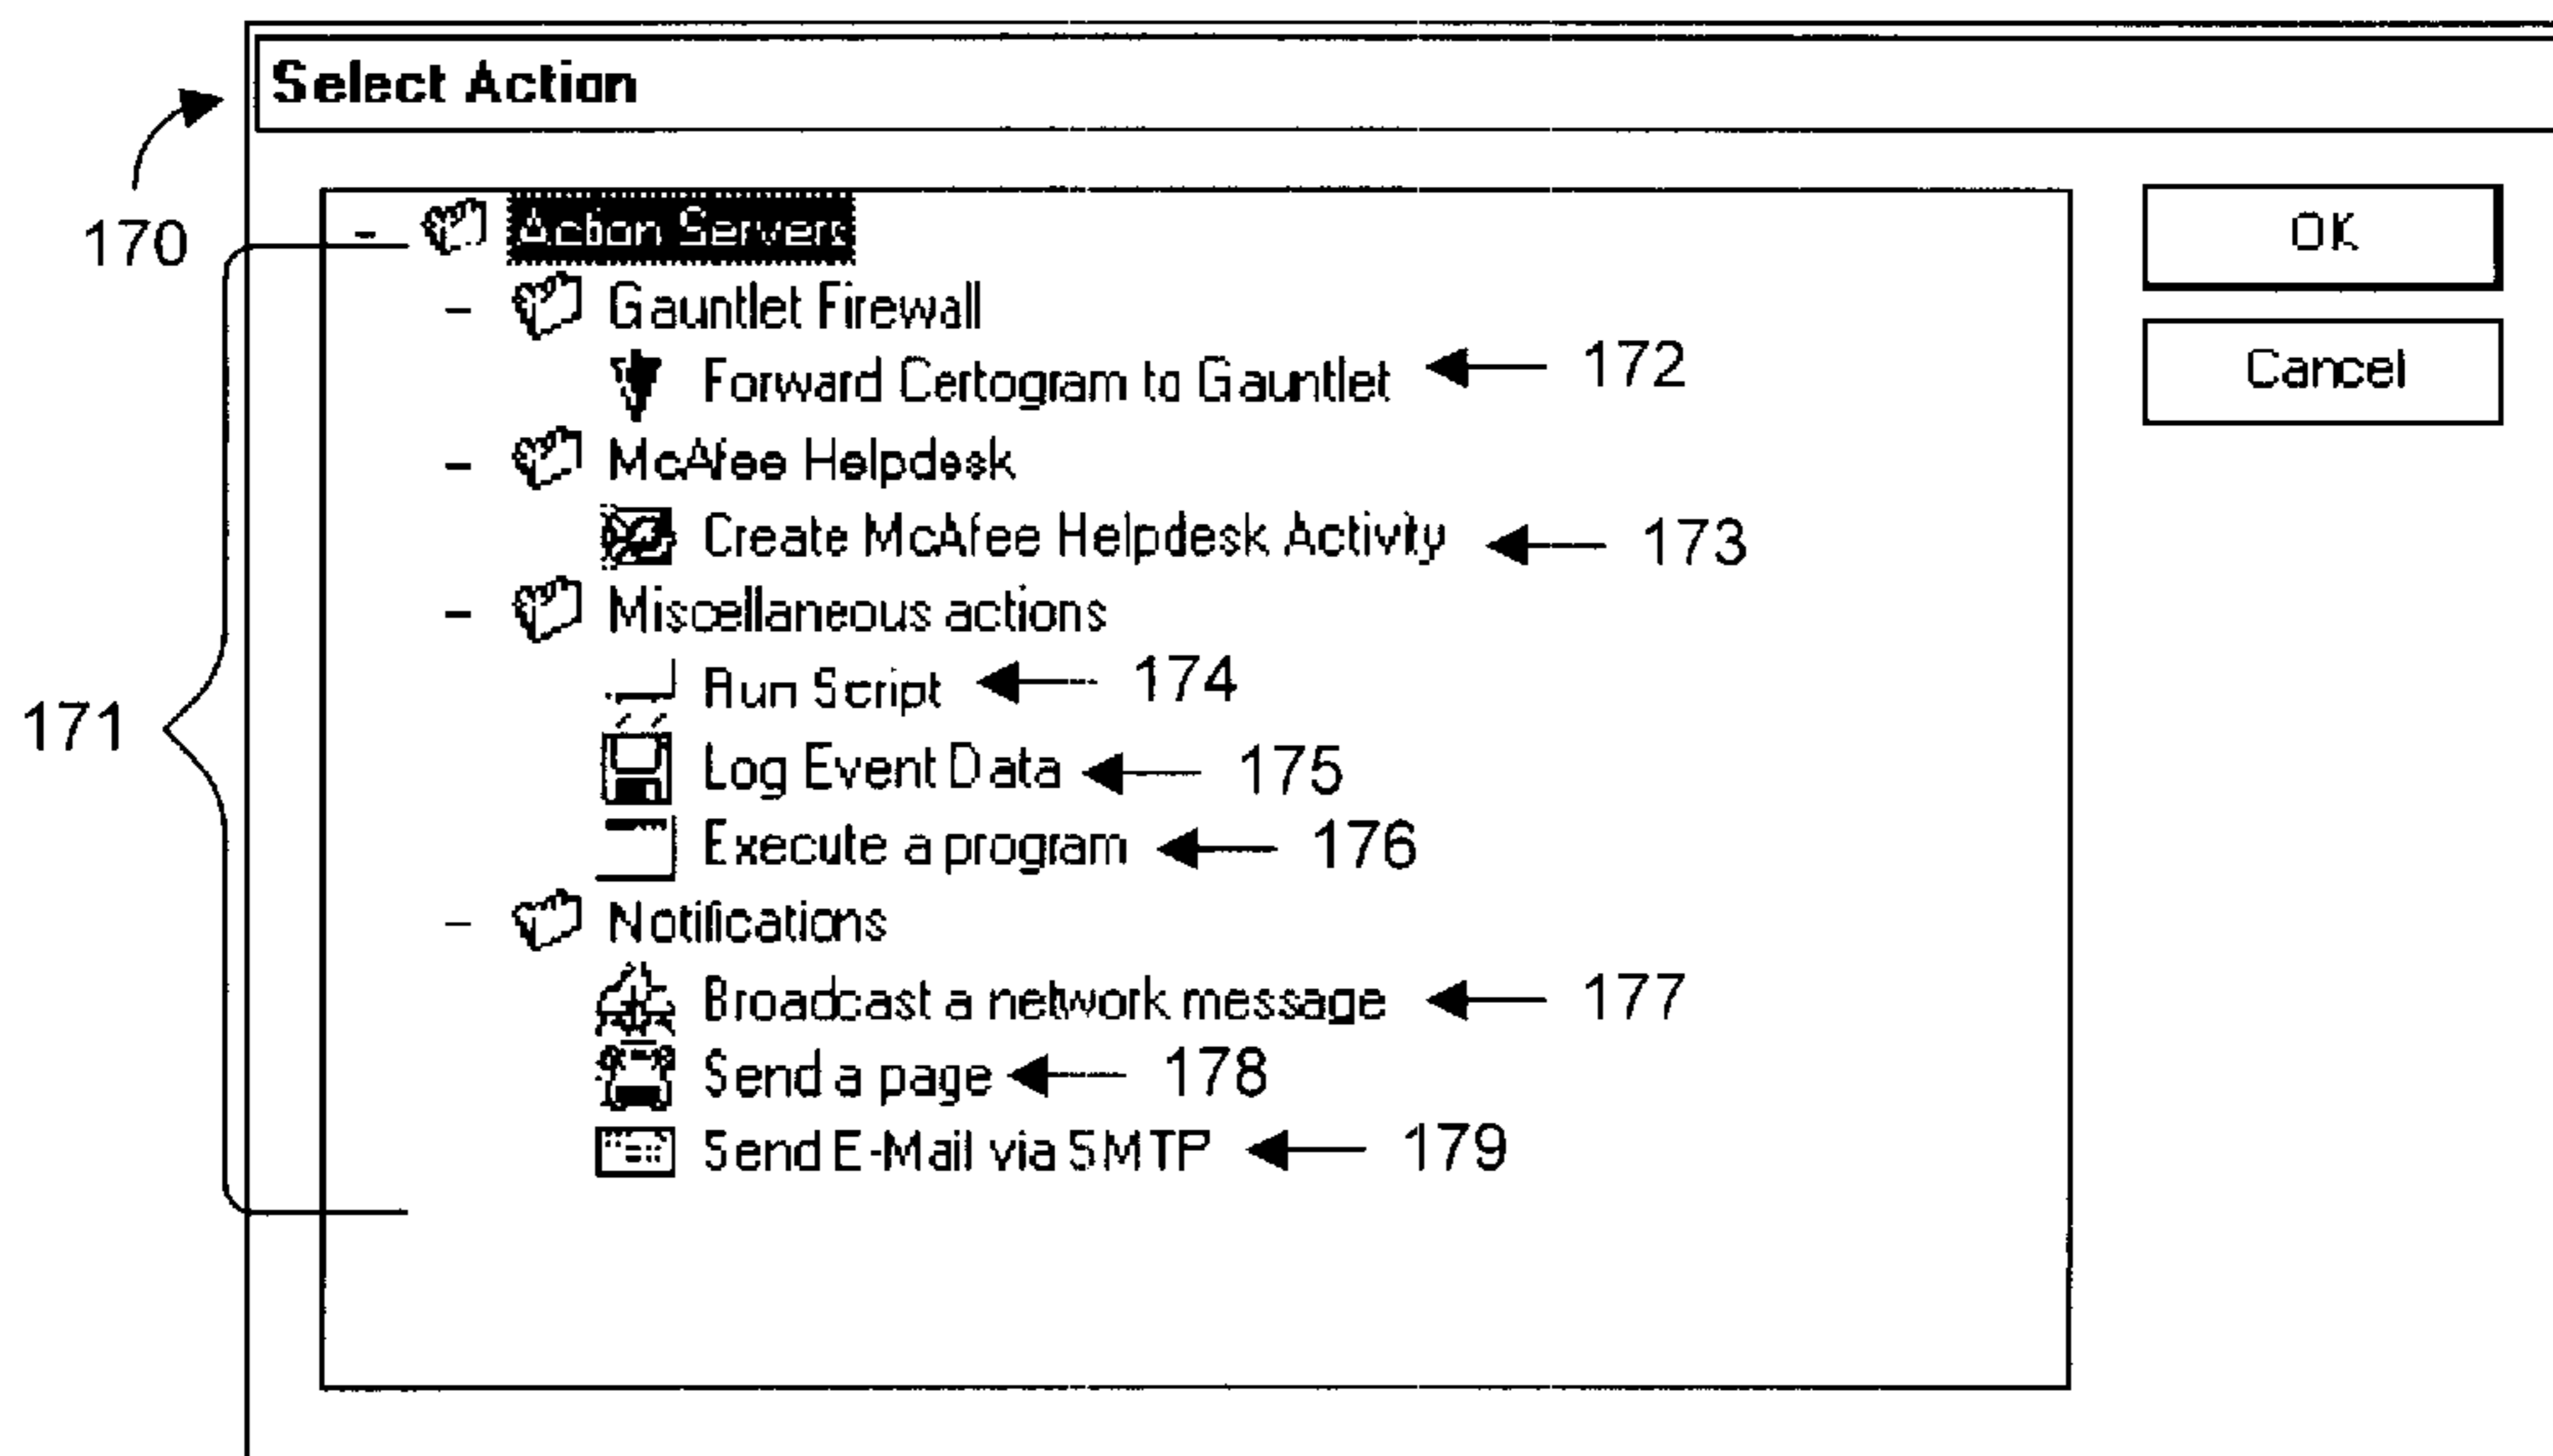 Select Action
170
- Action Servers
OK
- Gauntlet Firewall
Forward Certogram to Gauntlet 172
Cancel
- McAfee Helpdesk
Create McAfee Helpdesk Activity 173
- Miscellaneous actions
Run Script 174
171
Log Event Data 175
Execute a program 176
- Notifications
Broadcast a network message 177
Send a page 178
Send E-Mail via SMTP 179